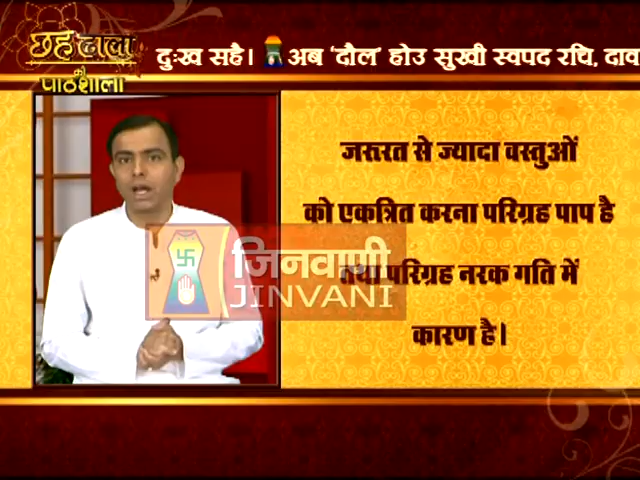 छह ढाला
की
पाठशाला
दुःख सहै। अब 'दौल' होउ सुखी स्वपद रचि, दाव
जरूरत से ज्यादा वस्तुओं
को एकत्रित करना परिग्रह पाप है
तथा परिग्रह नरक गति में
कारण है।
जिनवाणी
JINVANI